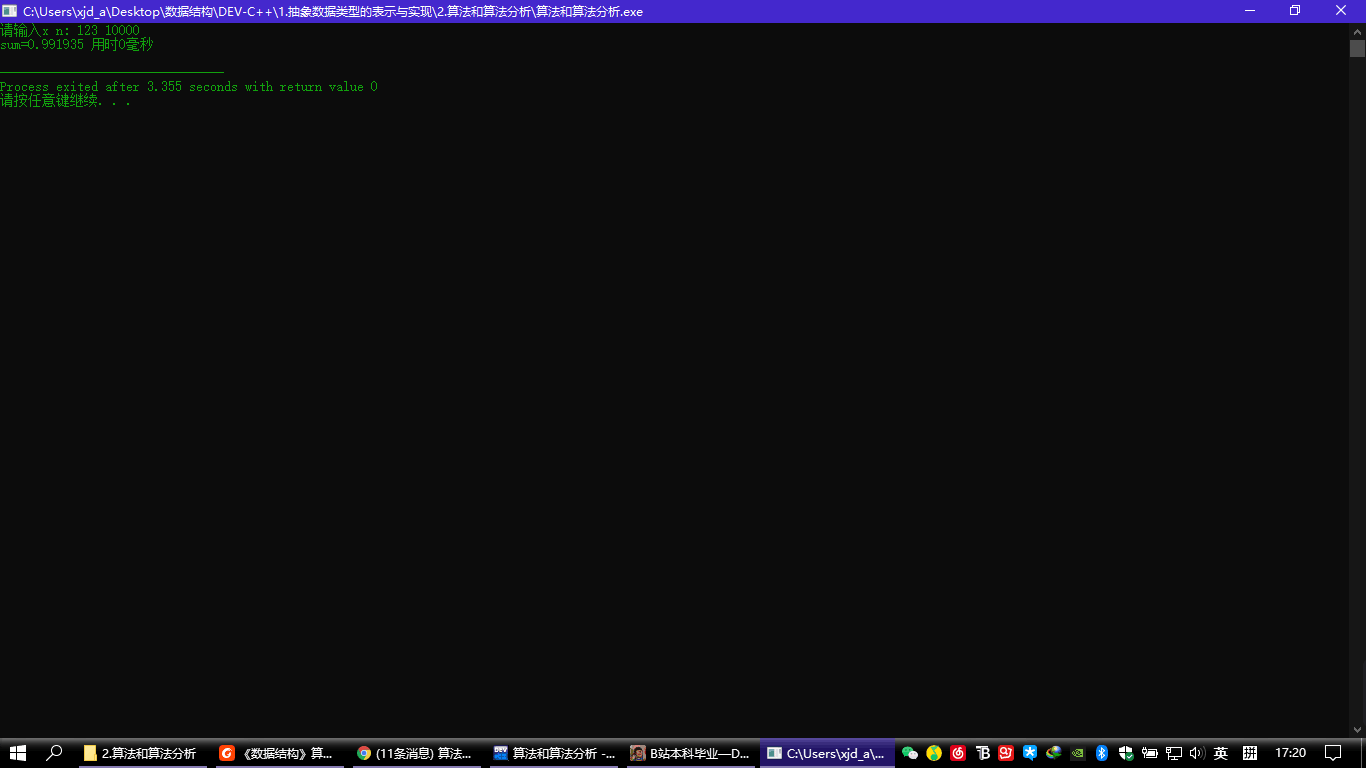 C:\Users\xjd_a\Desktop\数据结构\DEV-C++\1.抽象数据类型的表示与实现\2.算法和算法分析\算法和算法分析.exe
请输入x n: 123 10000
sum=0.991935 用时0毫秒
--------------------------------
Process exited after 3.355 seconds with return value 0
请按任意键继续. . .
2.算法和算法分析
《数据结构》算...
(11条消息) 算法...
算法和算法分析 -...
B站本科毕业—D...
C:\Users\xjd_a\...
英
拼
17:20